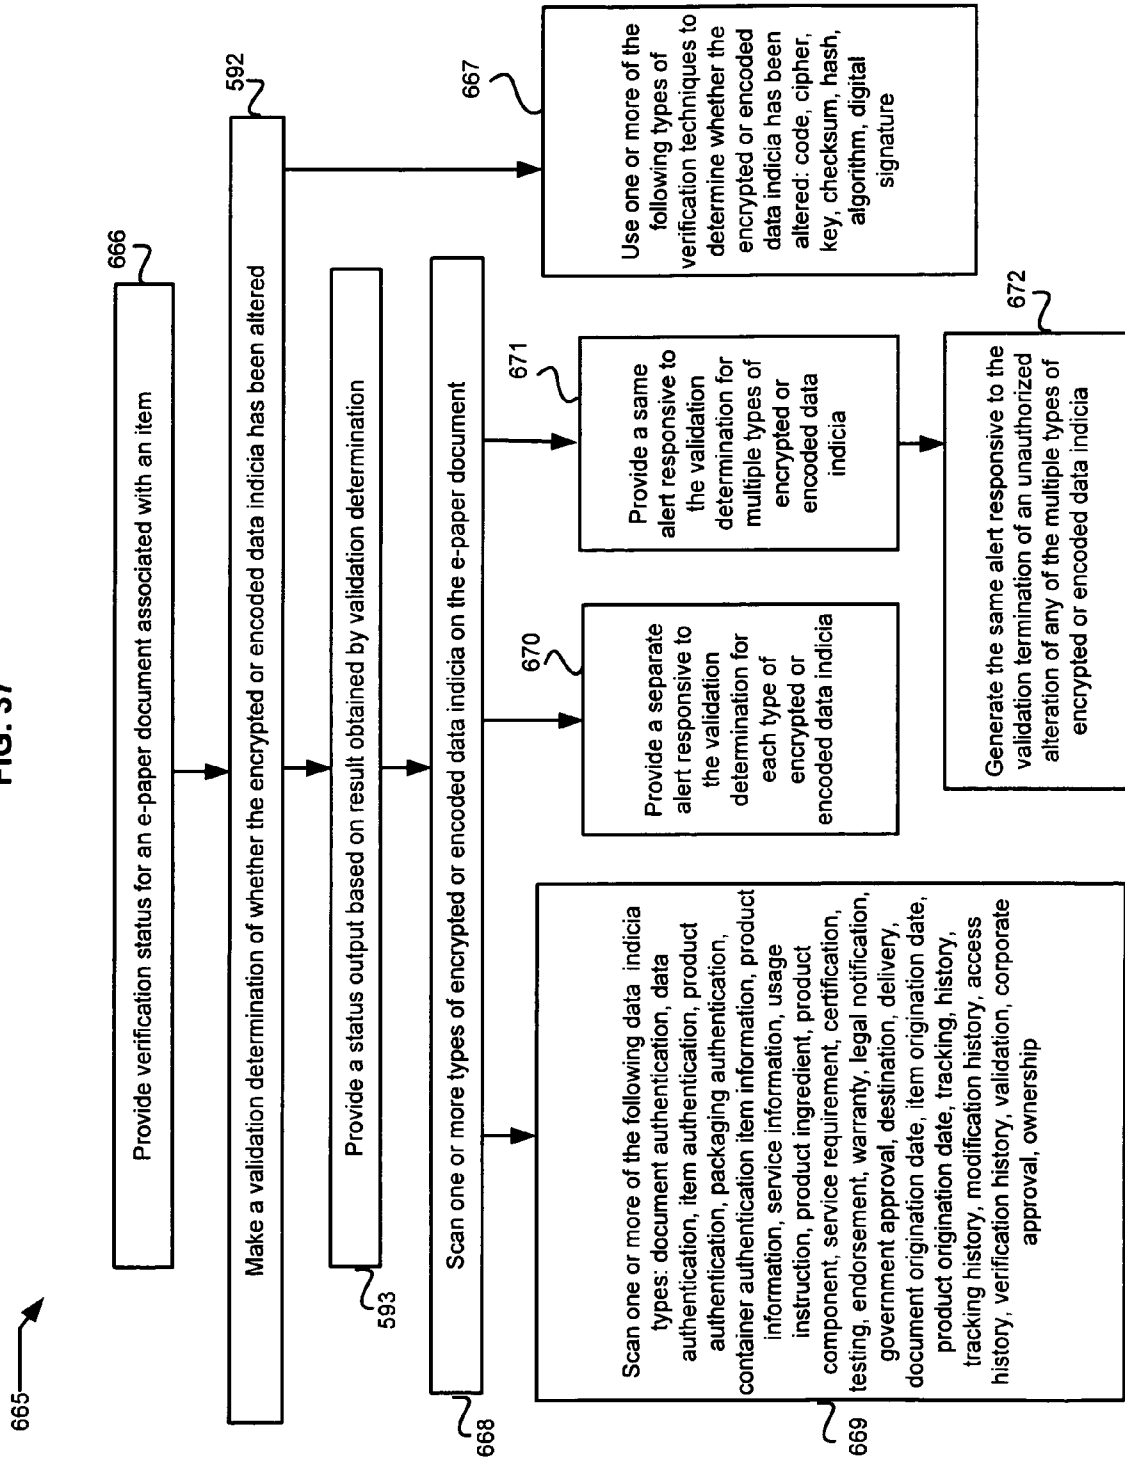 FIG. 37
665
666
Provide verification status for an e-paper document associated with an item
592
Make a validation determination of whether the encrypted or encoded data indicia has been altered
Provide a status output based on result obtained by validation determination
593
Scan one or more types of encrypted or encoded data indicia on the e-paper document
668
Scan one or more of the following data indicia
types: document authentication, data
authentication, item authentication, product
authentication, packaging authentication,
container authentication item information, product
information, service information, usage
instruction, product ingredient, product
component, service requirement, certification,
testing, endorsement, warranty, legal notification,
government approval, destination, delivery,
document origination date, item origination date,
product origination date, tracking, history,
tracking history, modification history, access
history, verification history, validation, corporate
approval, ownership
669
670
Provide a separate
alert responsive to
the validation
determination for
each type of
encrypted or
encoded data indicia
671
Provide a same
alert responsive to
the validation
determination for
multiple types of
encrypted or
encoded data
indicia
667
Use one or more of the
following types of
verification techniques to
determine whether the
encrypted or encoded
data indicia has been
altered: code, cipher,
key, checksum, hash,
algorithm, digital
signature
672
Generate the same alert responsive to the
validation termination of an unauthorized
alteration of any of the multiple types of
encrypted or encoded data indicia